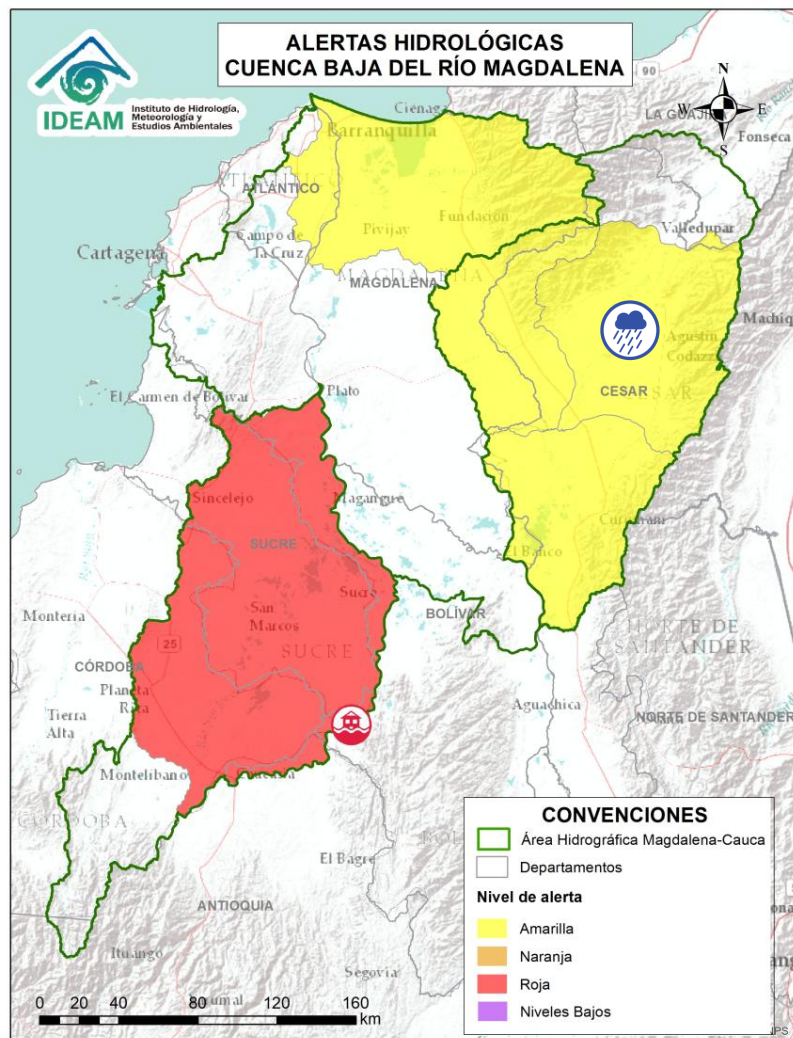 ALERTAS HIDROLÓGICAS
CUENCA BAJA DEL RÍO MAGDALENA
IDEAM
Instituto de Hidrología,
Meteorología y
Estudios Ambientales
N
W
E
S
90
Ciénaga
LA GUAJIRA
Barranquilla
Fonseca
ATLÁNTICO
Pivijay
Fundación
Valledupar
Cartagena
Campo de
la Cruz
MAGDALENA
MAGDALENA
Agustín
Codazzi
CESAR
El Carmen de Bolívar
Plato
Sincelejo
Magangue
SUCRE
El Banco
San
Marcos
Sucre
BOLÍVAR
SUCRE
Montería
25
CÓRDOBA
Planeta
Rica
Tierra
Alta
NORTE DE
SANTANDER
Aguachica
NORTE DE SANTANDER
Montelíbano
CÓRDOBA
El Bagre
ANTIOQUIA
Ituango
Segovia
0 20 40 80 120 160
km
CONVENCIONES
Área Hidrográfica Magdalena-Cauca
Departamentos
Nivel de alerta
Amarilla
Naranja
Roja
Niveles Bajos